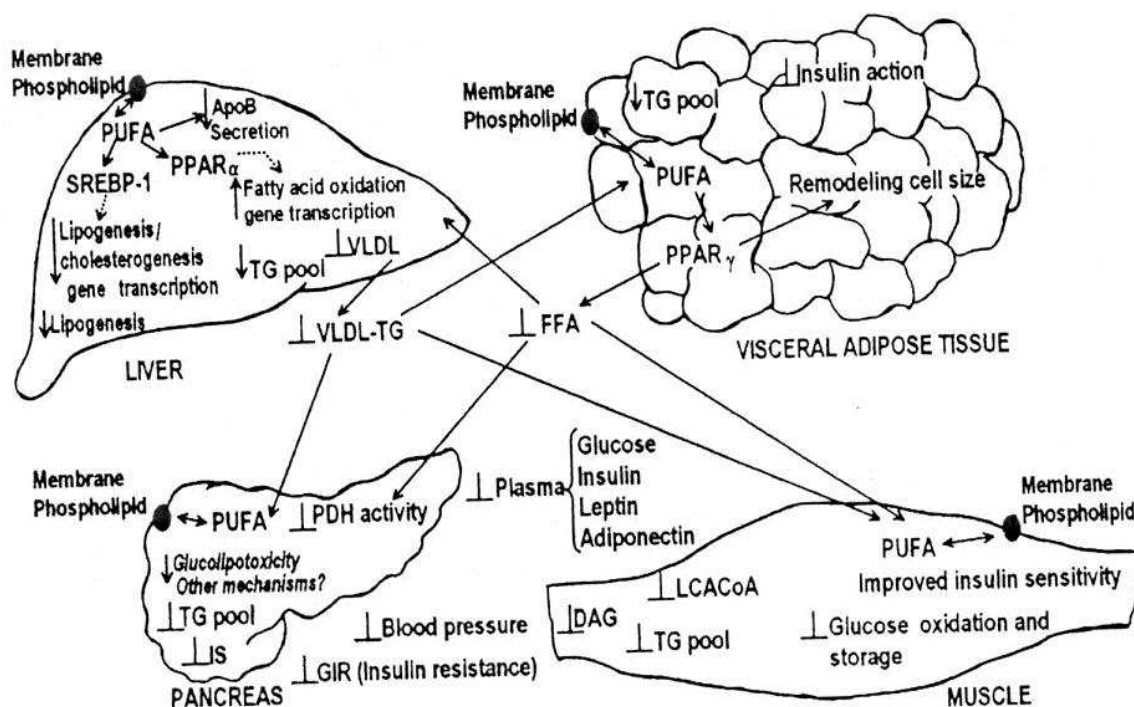 Membrane
Phospholipid
PUFA
↓ApoB
↓Secretion
SREBP-1
PPARα
↑Fatty acid oxidation
gene transcription
↓Lipogenesis/
cholesterogenesis
gene transcription
↓Lipogenesis
↓TG pool
⊥VLDL
LIVER
⊥VLDL-TG
⊥FFA
Membrane
Phospholipid
↓TG pool
⊥Insulin action
PUFA
Remodeling cell size
PPARγ
VISCERAL ADIPOSE TISSUE
Membrane
Phospholipid
PUFA
⊥PDH activity
↓Glucolipotoxicity
Other mechanisms?
⊥TG pool
⊥IS
PANCREAS
⊥Plasma
Glucose
Insulin
Leptin
Adiponectin
⊥Blood pressure
⊥GIR (Insulin resistance)
Membrane
Phospholipid
PUFA
Improved insulin sensitivity
⊥LCACoA
⊥DAG
⊥TG pool
⊥Glucose oxidation and
storage
MUSCLE